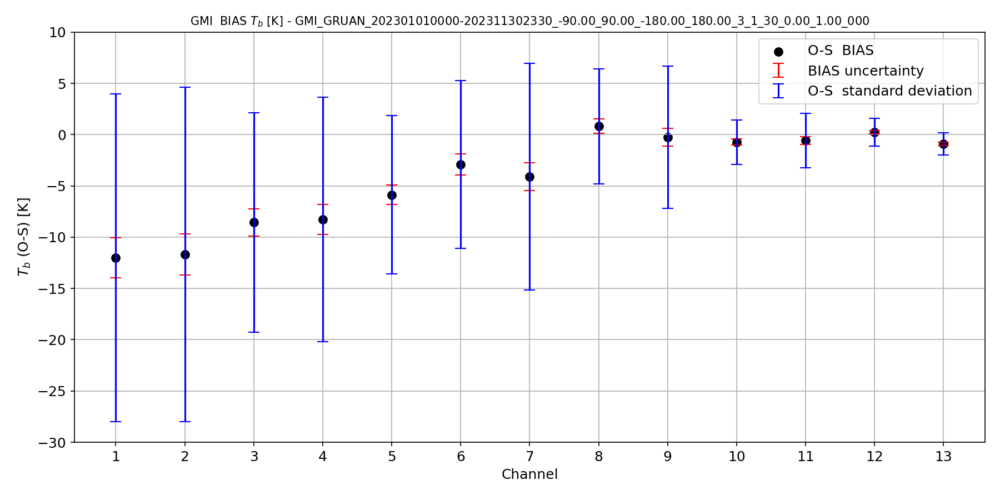 GMI  BIAS T_b [K] - GMI_GRUAN_202301010000-202311302330_-90.00_90.00_-180.00_180.00_3_1_30_0.00_1.00_000
O-S  BIAS
BIAS uncertainty
O-S  standard deviation
T_b (O-S) [K]
10
5
0
−5
−10
−15
−20
−25
−30
1 2 3 4 5 6 7 8 9 10 11 12 13
Channel